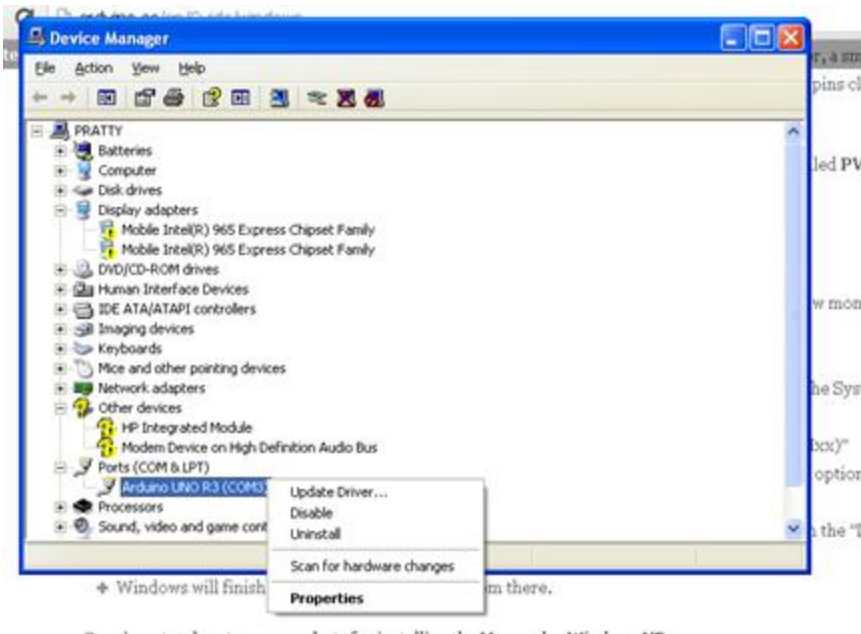 Device Manager
File Action View Help
PRATTY
Batteries
Computer
Disk drives
Display adapters
Mobile Intel(R) 965 Express Chipset Family
Mobile Intel(R) 965 Express Chipset Family
DVD/CD-ROM drives
Human Interface Devices
IDE ATA/ATAPI controllers
Imaging devices
Keyboards
Mice and other pointing devices
Network adapters
Other devices
HP Integrated Module
Modem Device on High Definition Audio Bus
Ports (COM & LPT)
Arduino UNO R3 (COM3)
Processors
Sound, video and game cont
Update Driver...
Disable
Uninstall
Scan for hardware changes
Properties
r, a sm
pins cl
led PW
w mon
he Sys
xx)"
option
n the "D
Windows will finish
m there.